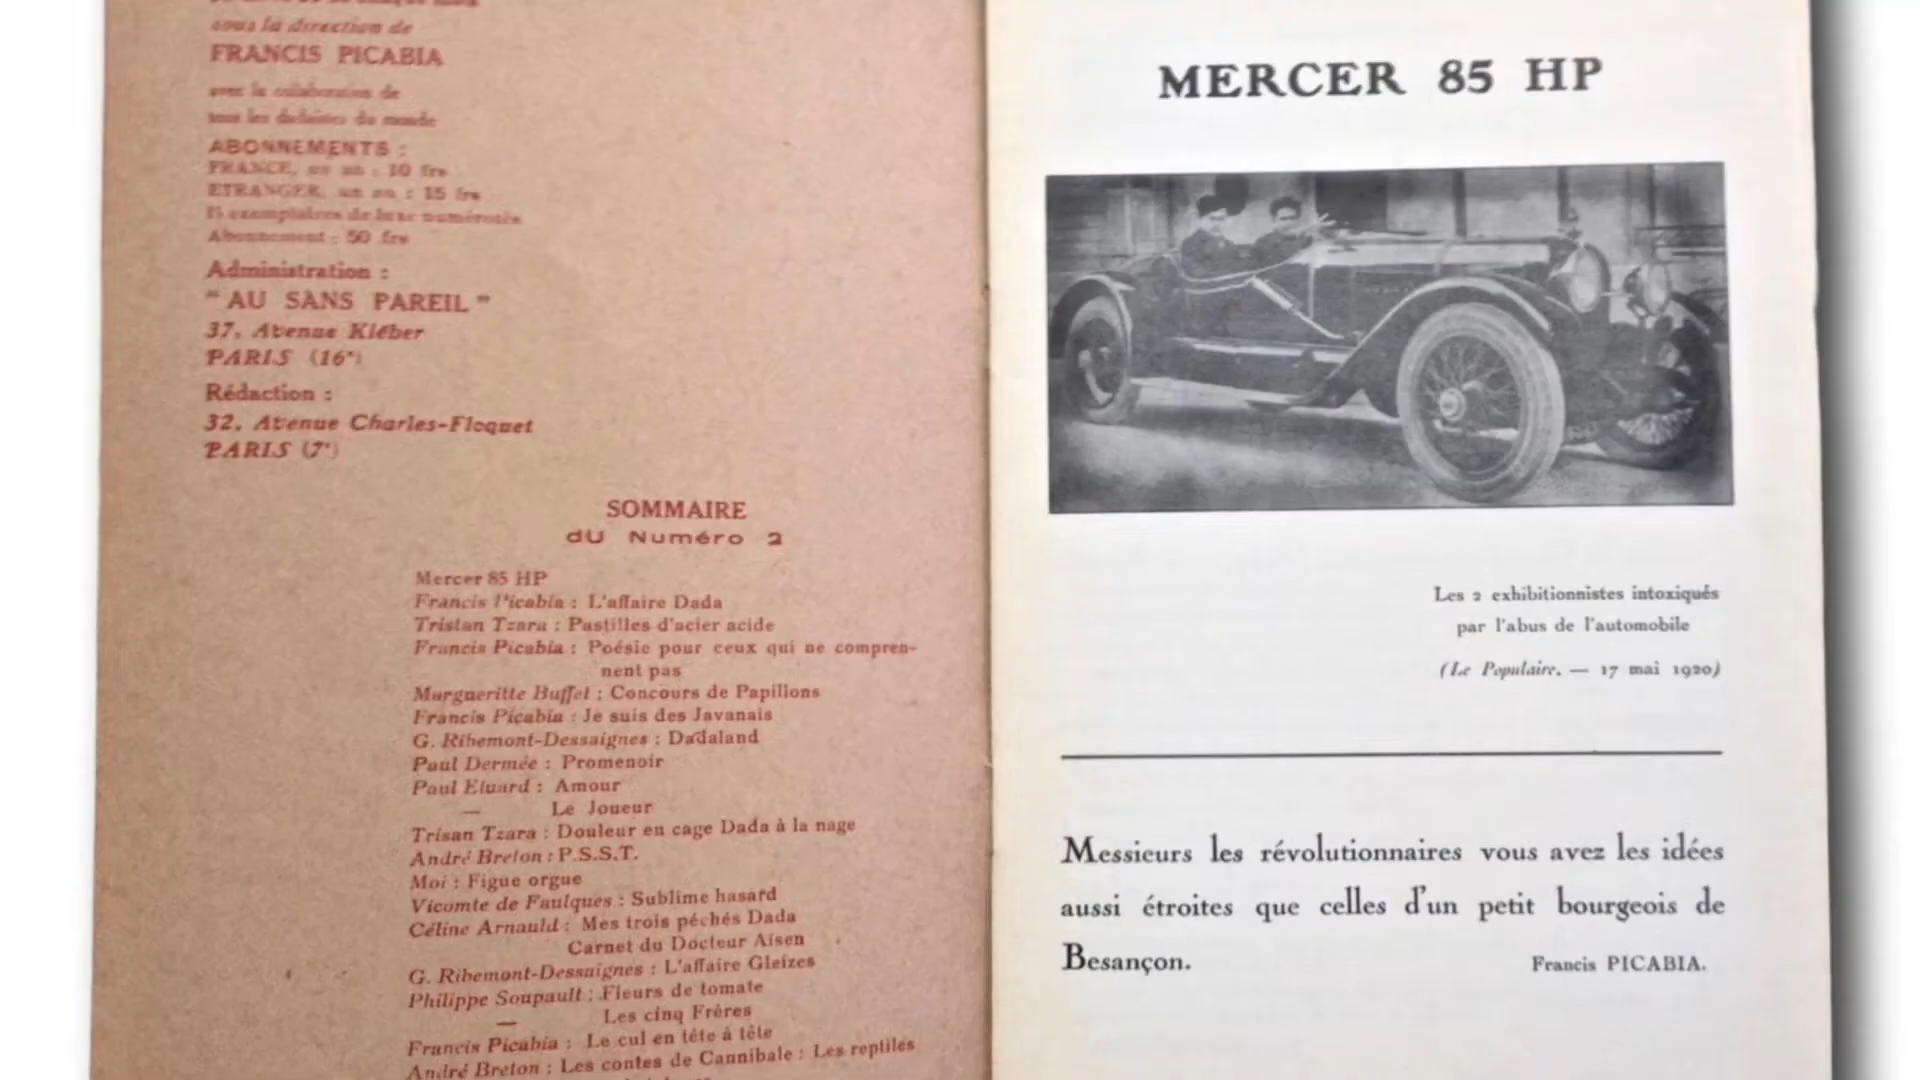 sous la direction de
FRANCIS PICABIA
avec la collaboration de
tous les dadaistes du monde
ABONNEMENTS :
FRANCE, un an : 10 frs
ETRANGER, un an : 15 frs
exemplaires de luxe numérotés
Abonnement : 50 frs
Administration :
" AU SANS PAREIL "
37, Avenue Kléber
PARIS (16e)
Rédaction :
32, Avenue Charles-Floquet
PARIS (7e)
SOMMAIRE
dU Numéro 2
Mercer 85 HP
Francis Picabia : L'affaire Dada
Tristan Tzara : Pastilles d'acier acide
Francis Picabia : Poésie pour ceux qui ne compren-
nent pas
Margueritte Buffet : Concours de Papillons
Francis Picabia : Je suis des Javanais
G. Ribemont-Dessaignes : Dadaland
Paul Dermée : Promenoir
Paul Eluard : Amour
— Le Joueur
Trisan Tzara : Douleur en cage Dada à la nage
André Breton : P.S.S.T.
Moi : Figue orgue
Vicomte de Faulques : Sublime hasard
Céline Arnauld : Mes trois péchés Dada
Carnet du Docteur Aisen
G. Ribemont-Dessaignes : L'affaire Gleizes
Philippe Soupault : Fleurs de tomate
— Les cinq Frères
Francis Picabia : Le cul en tête à tête
André Breton : Les contes de Cannibale : Les reptiles
MERCER 85 HP
Les 2 exhibitionnistes intoxiqués
par l'abus de l'automobile
(Le Populaire. — 17 mai 1920)
Messieurs les révolutionnaires vous avez les idées
aussi étroites que celles d'un petit bourgeois de
Besançon. Francis PICABIA.